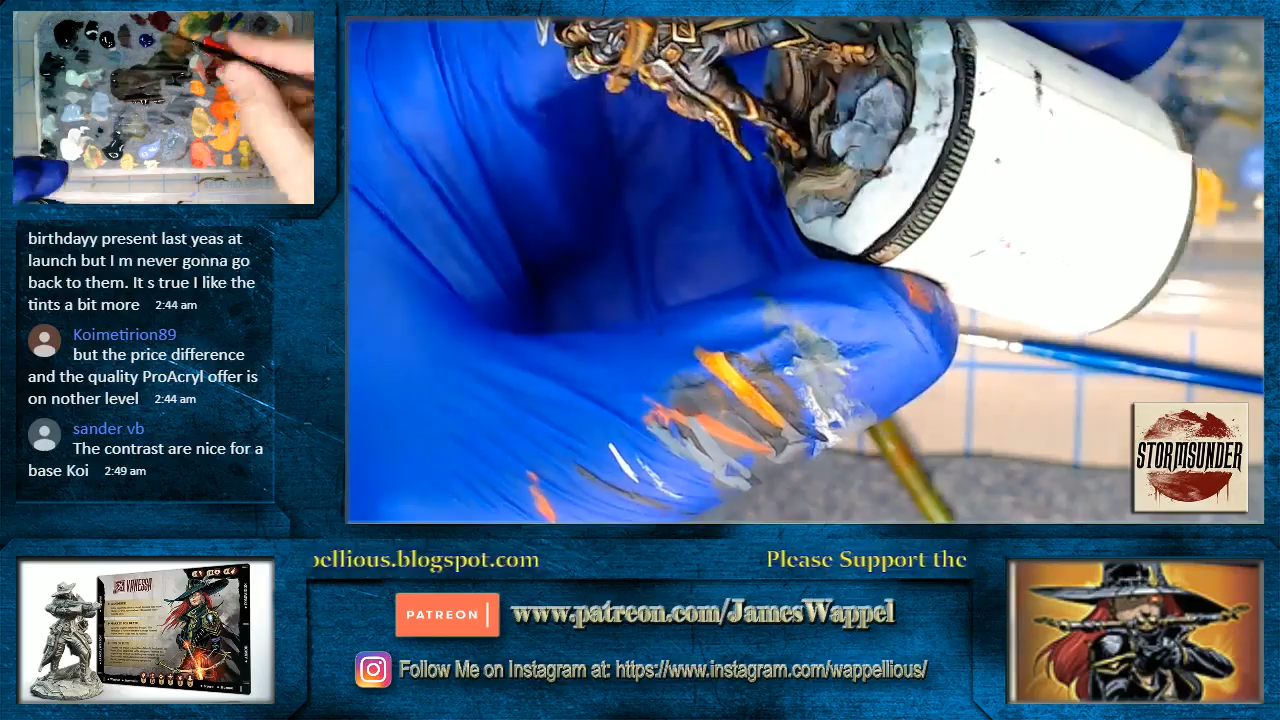 birthdayy present last yeas at
launch but I m never gonna go
back to them. It s true I like the
tints a bit more 2:44 am
Koimetirion89
but the price difference
and the quality ProAcryl offer is
on nother level 2:44 am
sander vb
The contrast are nice for a
base Koi 2:49 am
STORMSUNDER
VANESSA
pellious.blogspot.com
Please Support the
PATREON
www.patreon.com/JamesWappel
Follow Me on Instagram at: https://www.instagram.com/wappellious/